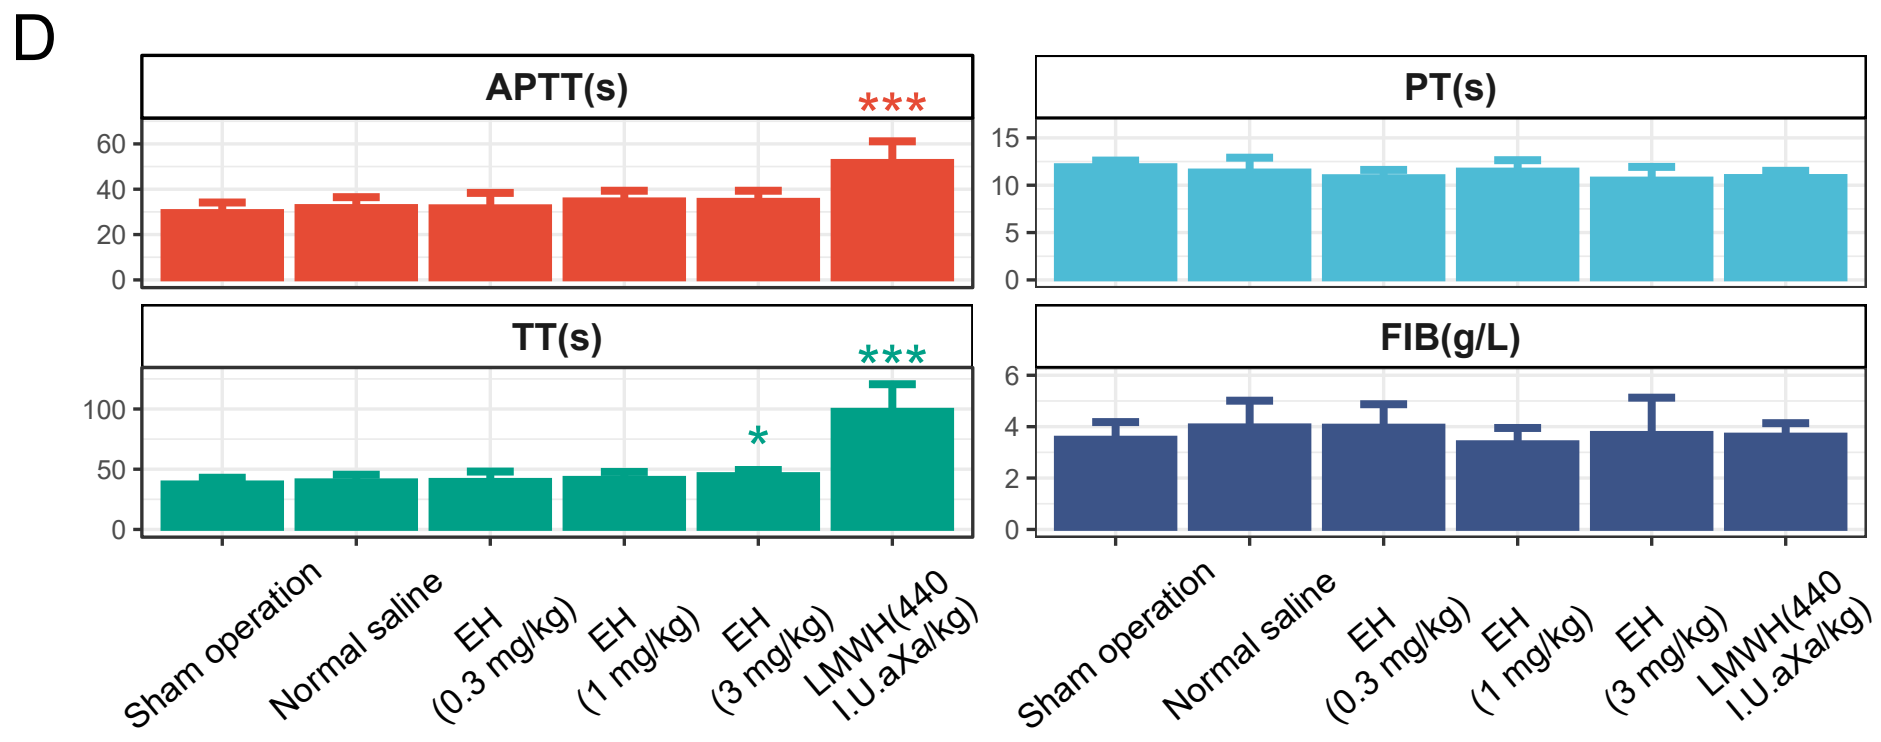 D
APTT(s)
***
60
40
20
0
PT(s)
15
10
5
0
TT(s)
***
*
100
50
0
FIB(g/L)
6
4
2
0
Sham operation
Normal saline
EH
(0.3 mg/kg)
EH
(1 mg/kg)
EH
(3 mg/kg)
LMWH(440
I.U.aXa/kg)
Sham operation
Normal saline
EH
(0.3 mg/kg)
EH
(1 mg/kg)
EH
(3 mg/kg)
LMWH(440
I.U.aXa/kg)